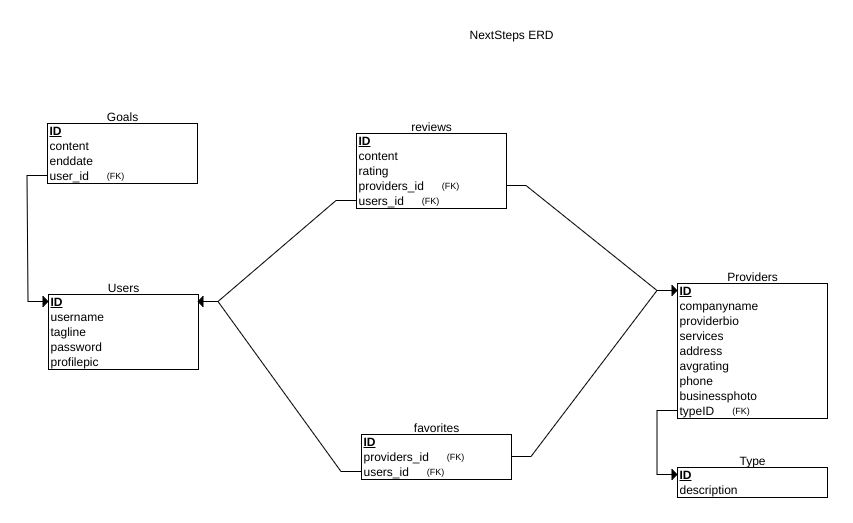 NextSteps ERD
Goals
ID
content
enddate
user_id (FK)
reviews
ID
content
rating
providers_id (FK)
users_id (FK)
Users
ID
username
tagline
password
profilepic
Providers
ID
companyname
providerbio
services
address
avgrating
phone
businessphoto
typeID (FK)
favorites
ID
providers_id (FK)
users_id (FK)
Type
ID
description